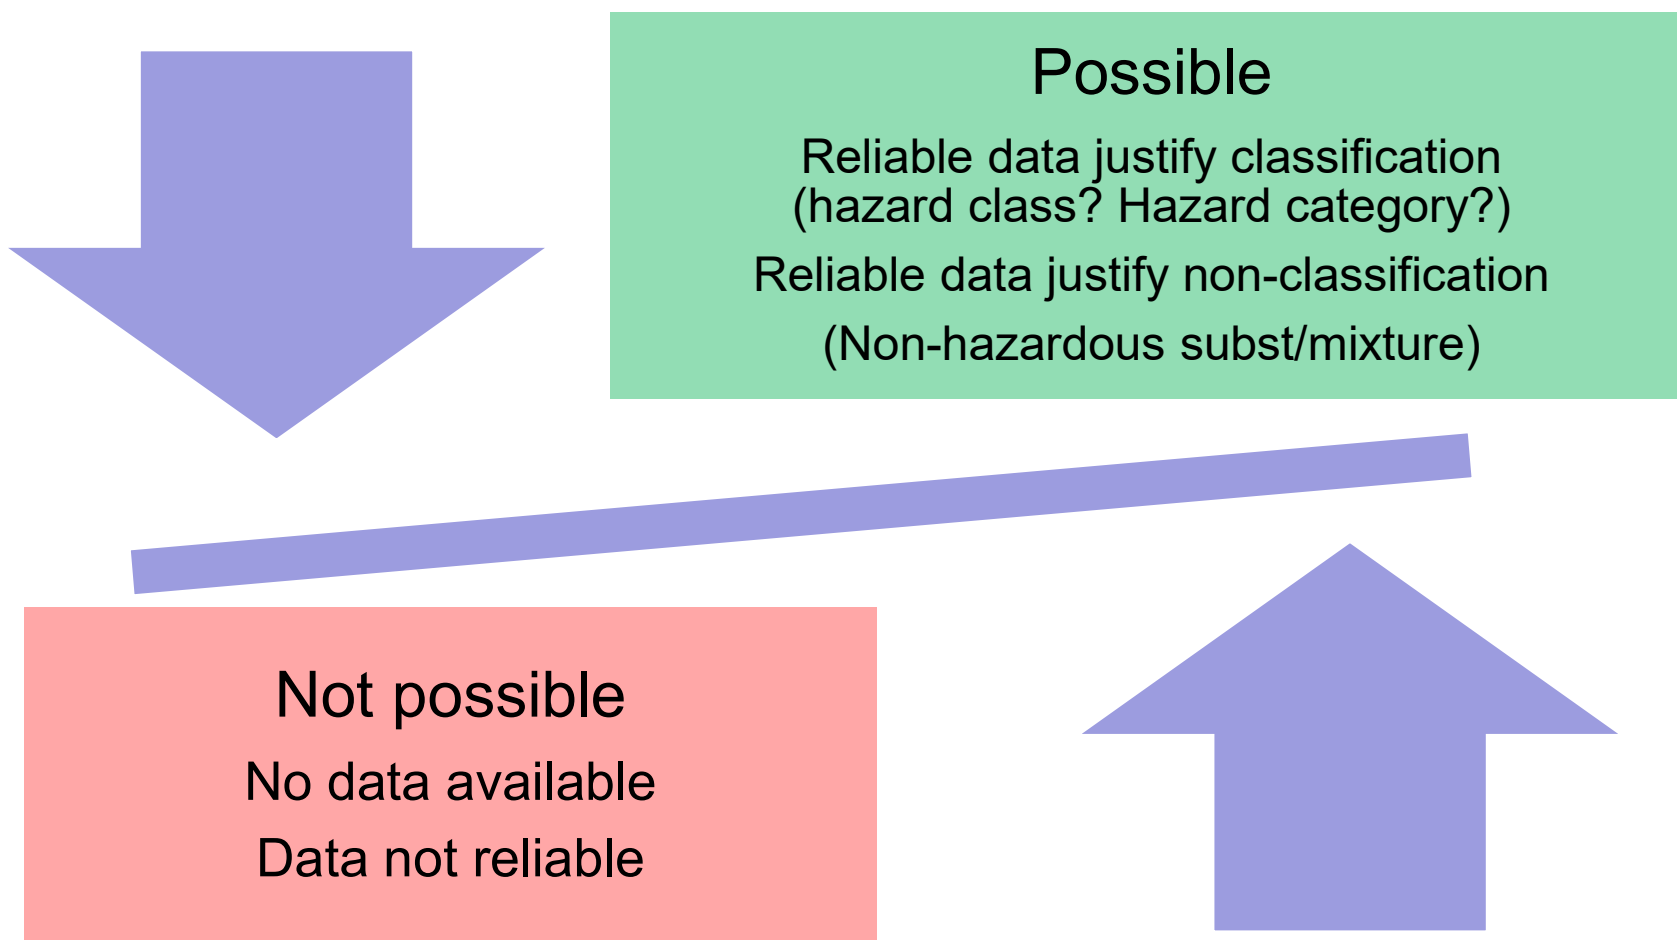 Possible
Reliable data justify classification
(hazard class? Hazard category?)
Reliable data justify non-classification
(Non-hazardous subst/mixture)
Not possible
No data available
Data not reliable